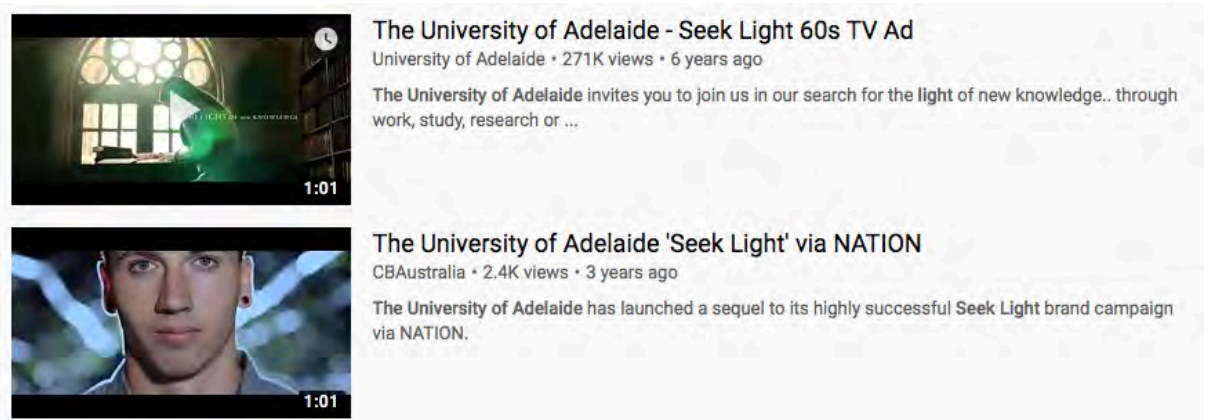 The University of Adelaide - Seek Light 60s TV Ad
University of Adelaide • 271K views • 6 years ago
The University of Adelaide invites you to join us in our search for the light of new knowledge.. through
work, study, research or ...
LIGHT OF NEW KNOWLEDGE
1:01
The University of Adelaide 'Seek Light' via NATION
CBAustralia • 2.4K views • 3 years ago
The University of Adelaide has launched a sequel to its highly successful Seek Light brand campaign
via NATION.
1:01